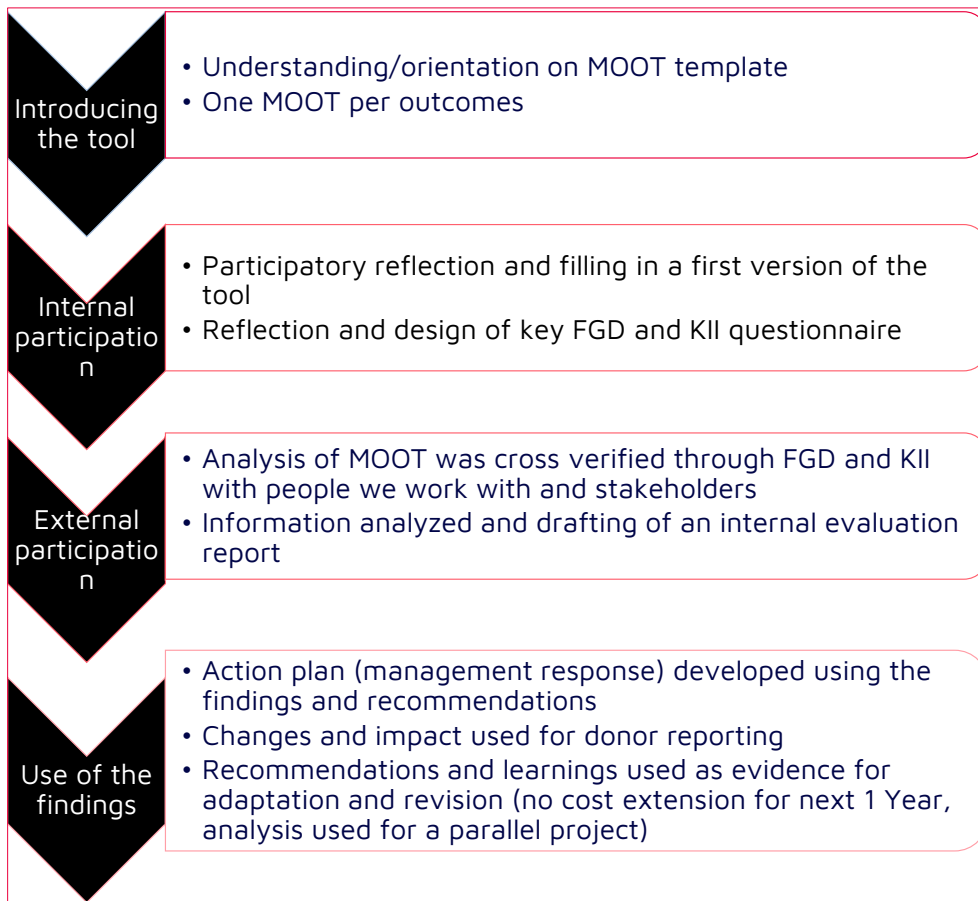 Introducing
the tool
• Understanding/orientation on MOOT template
• One MOOT per outcomes
Internal
participatio
n
• Participatory reflection and filling in a first version of the
tool
• Reflection and design of key FGD and KII questionnaire
External
participatio
n
• Analysis of MOOT was cross verified through FGD and KII
with people we work with and stakeholders
• Information analyzed and drafting of an internal evaluation
report
Use of the
findings
• Action plan (management response) developed using the
findings and recommendations
• Changes and impact used for donor reporting
• Recommendations and learnings used as evidence for
adaptation and revision (no cost extension for next 1 Year,
analysis used for a parallel project)